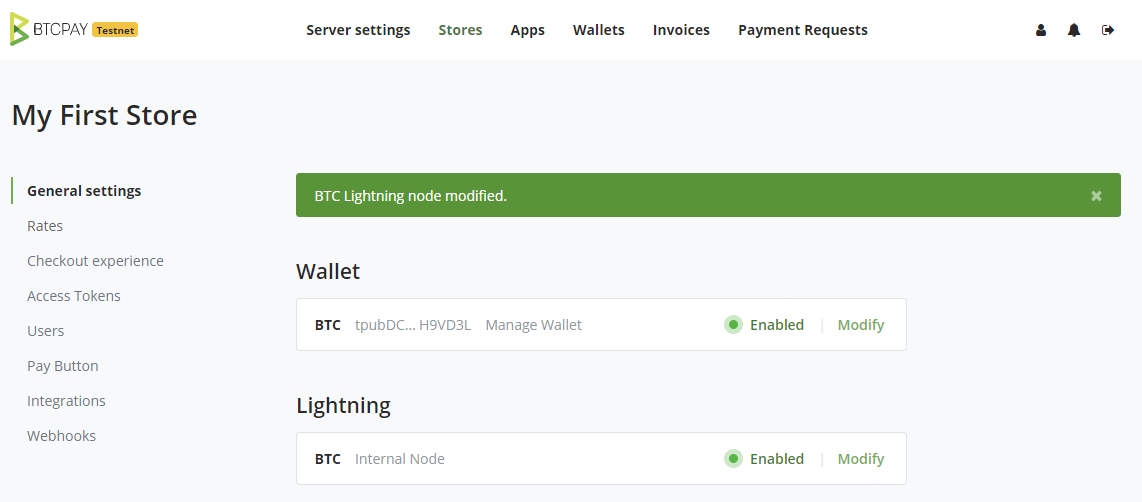 BTCPAY Testnet Server settings Stores Apps Wallets Invoices Payment Requests
My First Store
General settings
Rates
Checkout experience
Access Tokens
Users
Pay Button
Integrations
Webhooks
BTC Lightning node modified.
Wallet
BTC tpubDC... H9VD3L Manage Wallet Enabled | Modify
Lightning
BTC Internal Node Enabled | Modify